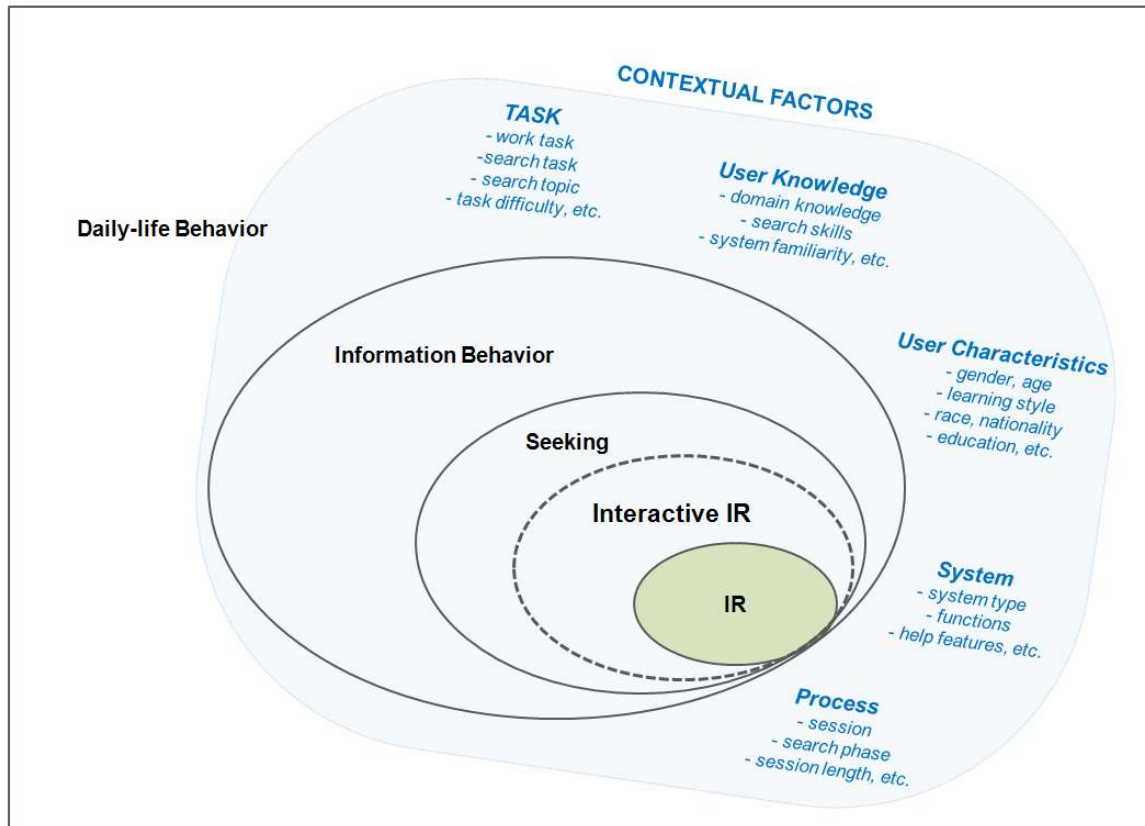 CONTEXTUAL FACTORS
TASK
- work task
-search task
- search topic
- task difficulty, etc.
User Knowledge
- domain knowledge
- search skills
- system familiarity, etc.
Daily-life Behavior
Information Behavior
User Characteristics
- gender, age
- learning style
- race, nationality
- education, etc.
Seeking
Interactive IR
IR
System
- system type
- functions
- help features, etc.
Process
- session
- search phase
- session length, etc.